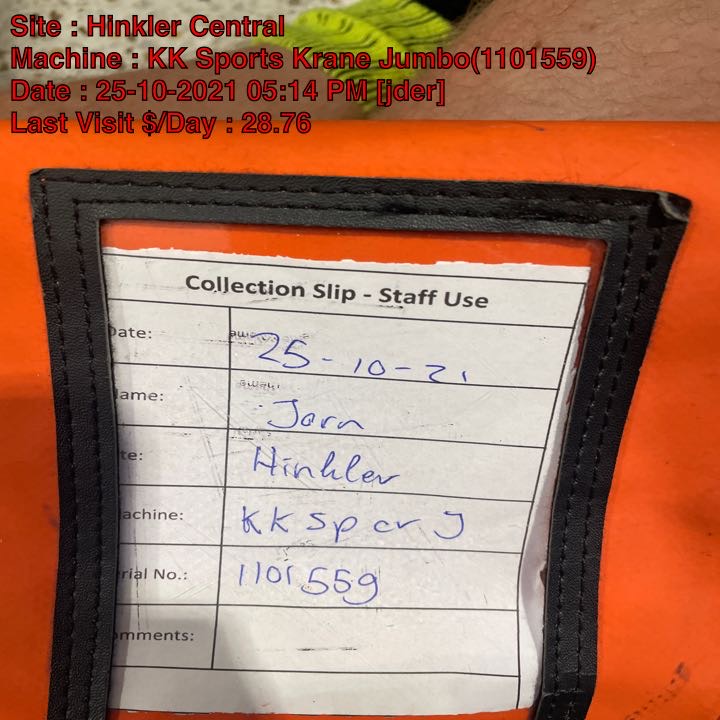 Site : Hinkler Central
Machine : KK Sports Krane Jumbo(1101559)
Date : 25-10-2021 05:14 PM [jder]
Last Visit $/Day : 28.76
Collection Slip - Staff Use
ate: 25-10-21
ame: Jorn
te: Hinkler
achine: KK Sp cr J
rial No.: 1101559
omments: